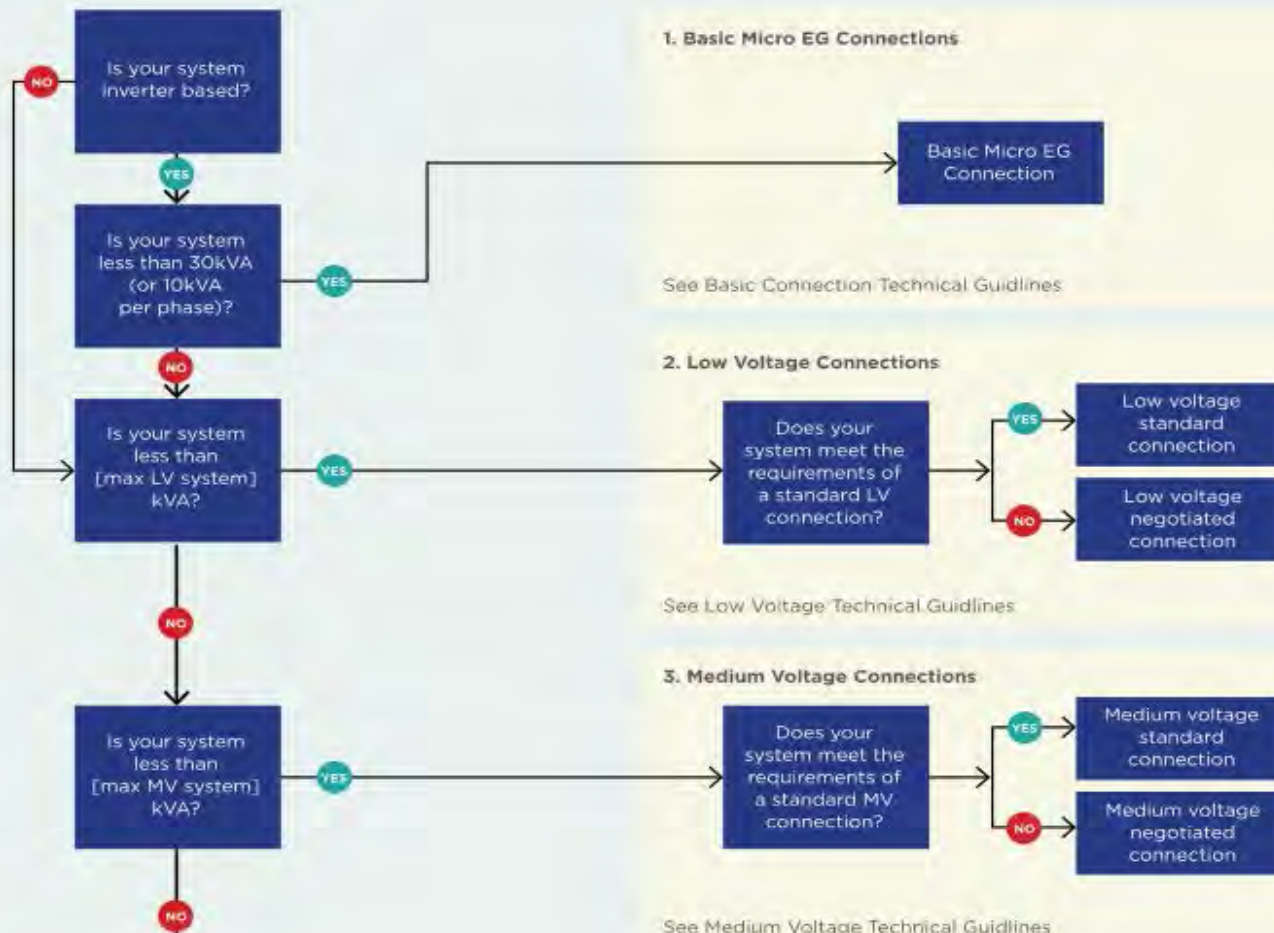 Is your system
inverter based?
NO
YES
Is your system
less than 30kVA
(or 10kVA
per phase)?
YES
NO
Is your system
less than
[max LV system]
kVA?
YES
NO
Is your system
less than
[max MV system]
kVA?
YES
NO
1. Basic Micro EG Connections
Basic Micro EG
Connection
See Basic Connection Technical Guidlines
2. Low Voltage Connections
Does your
system meet the
requirements of
a standard LV
connection?
YES
Low voltage
standard
connection
NO
Low voltage
negotiated
connection
See Low Voltage Technical Guidlines
3. Medium Voltage Connections
Does your
system meet the
requirements of
a standard MV
connection?
YES
Medium voltage
standard
connection
NO
Medium voltage
negotiated
connection
See Medium Voltage Technical Guidlines